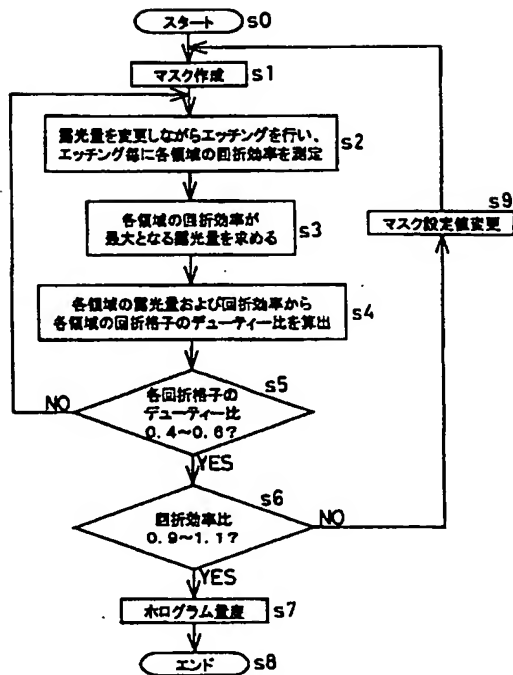 スタート s0
マスク作成 s1
露光量を変更しながらエッチングを行い、
エッチング毎に各領域の回折効率を測定
s2
各領域の回折効率が
最大となる露光量を求める
s3
各領域の露光量および回折効率から
各領域の回折格子のデューティー比を算出
s4
s5
各回折格子の
デューティー比
0.4~0.6?
NO
YES
s6
回折効率比
0.9~1.1?
NO
YES
ホログラム量産 s7
エンド s8
s9
マスク設定値変更